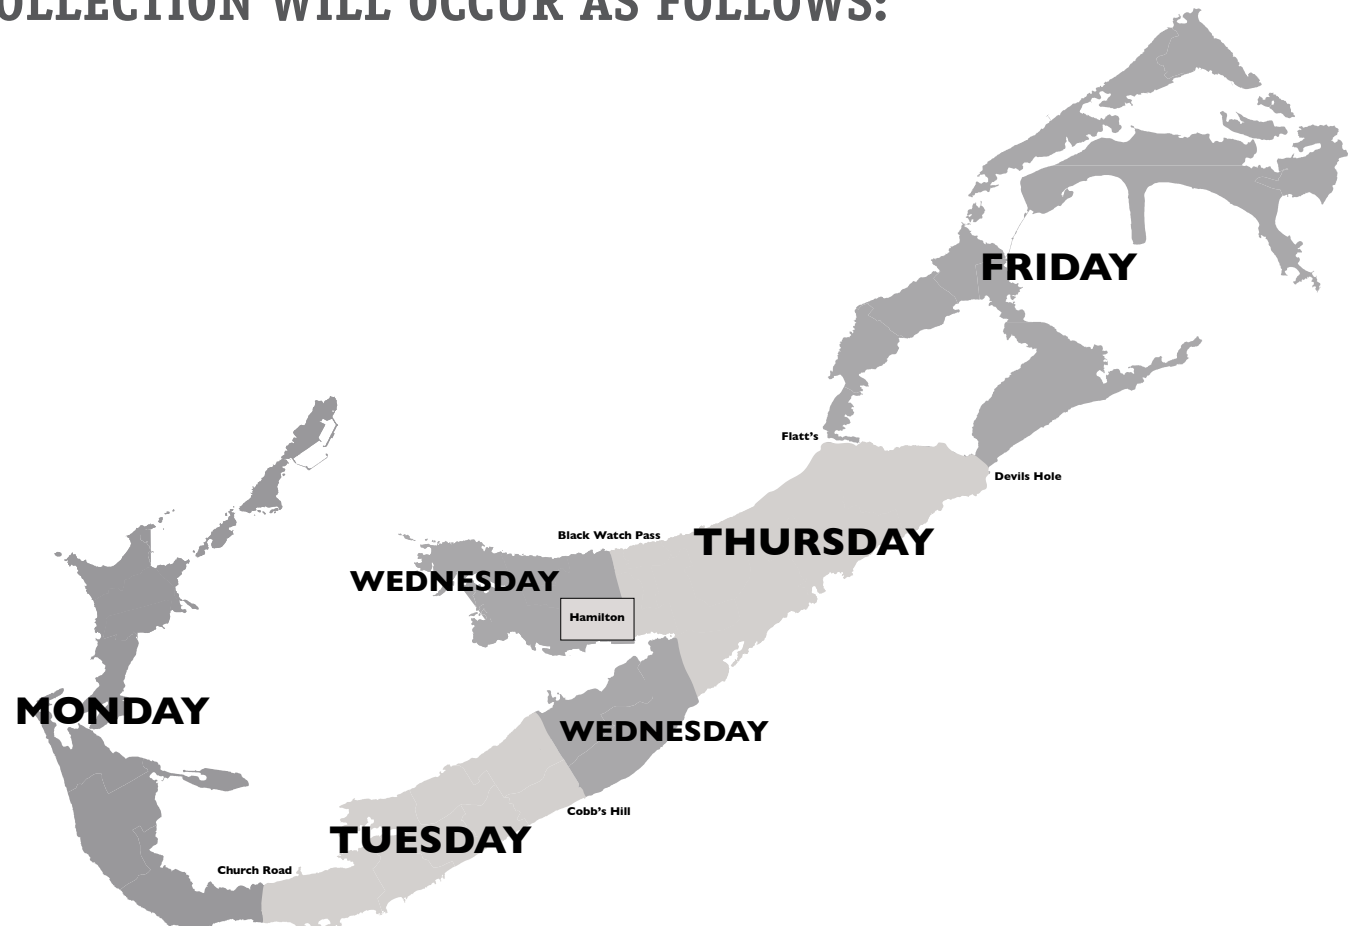 OLLECTION WILL OCCUR AS FOLLOWS:
FRIDAY
Flatt's
Devils Hole
Black Watch Pass
THURSDAY
WEDNESDAY
Hamilton
MONDAY
WEDNESDAY
Cobb's Hill
TUESDAY
Church Road